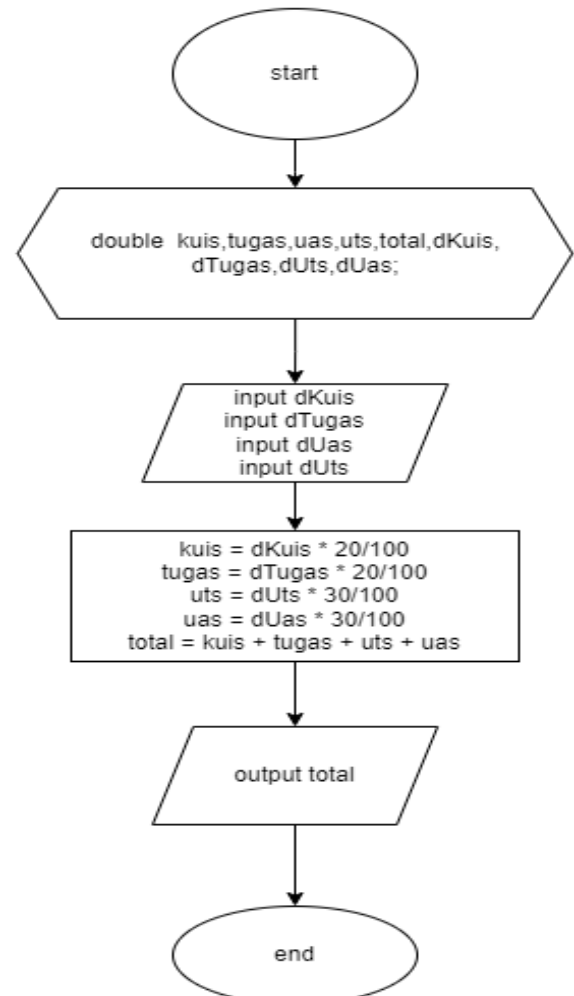 start
double kuis,tugas,uas,uts,total,dKuis,
dTugas,dUts,dUas;
input dKuis
input dTugas
input dUas
input dUts
kuis = dKuis * 20/100
tugas = dTugas * 20/100
uts = dUts * 30/100
uas = dUas * 30/100
total = kuis + tugas + uts + uas
output total
end